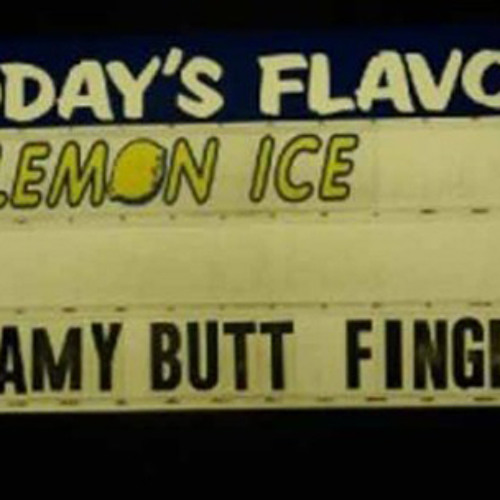 ODAY'S FLAVO
LEMON ICE
AMY BUTT FING